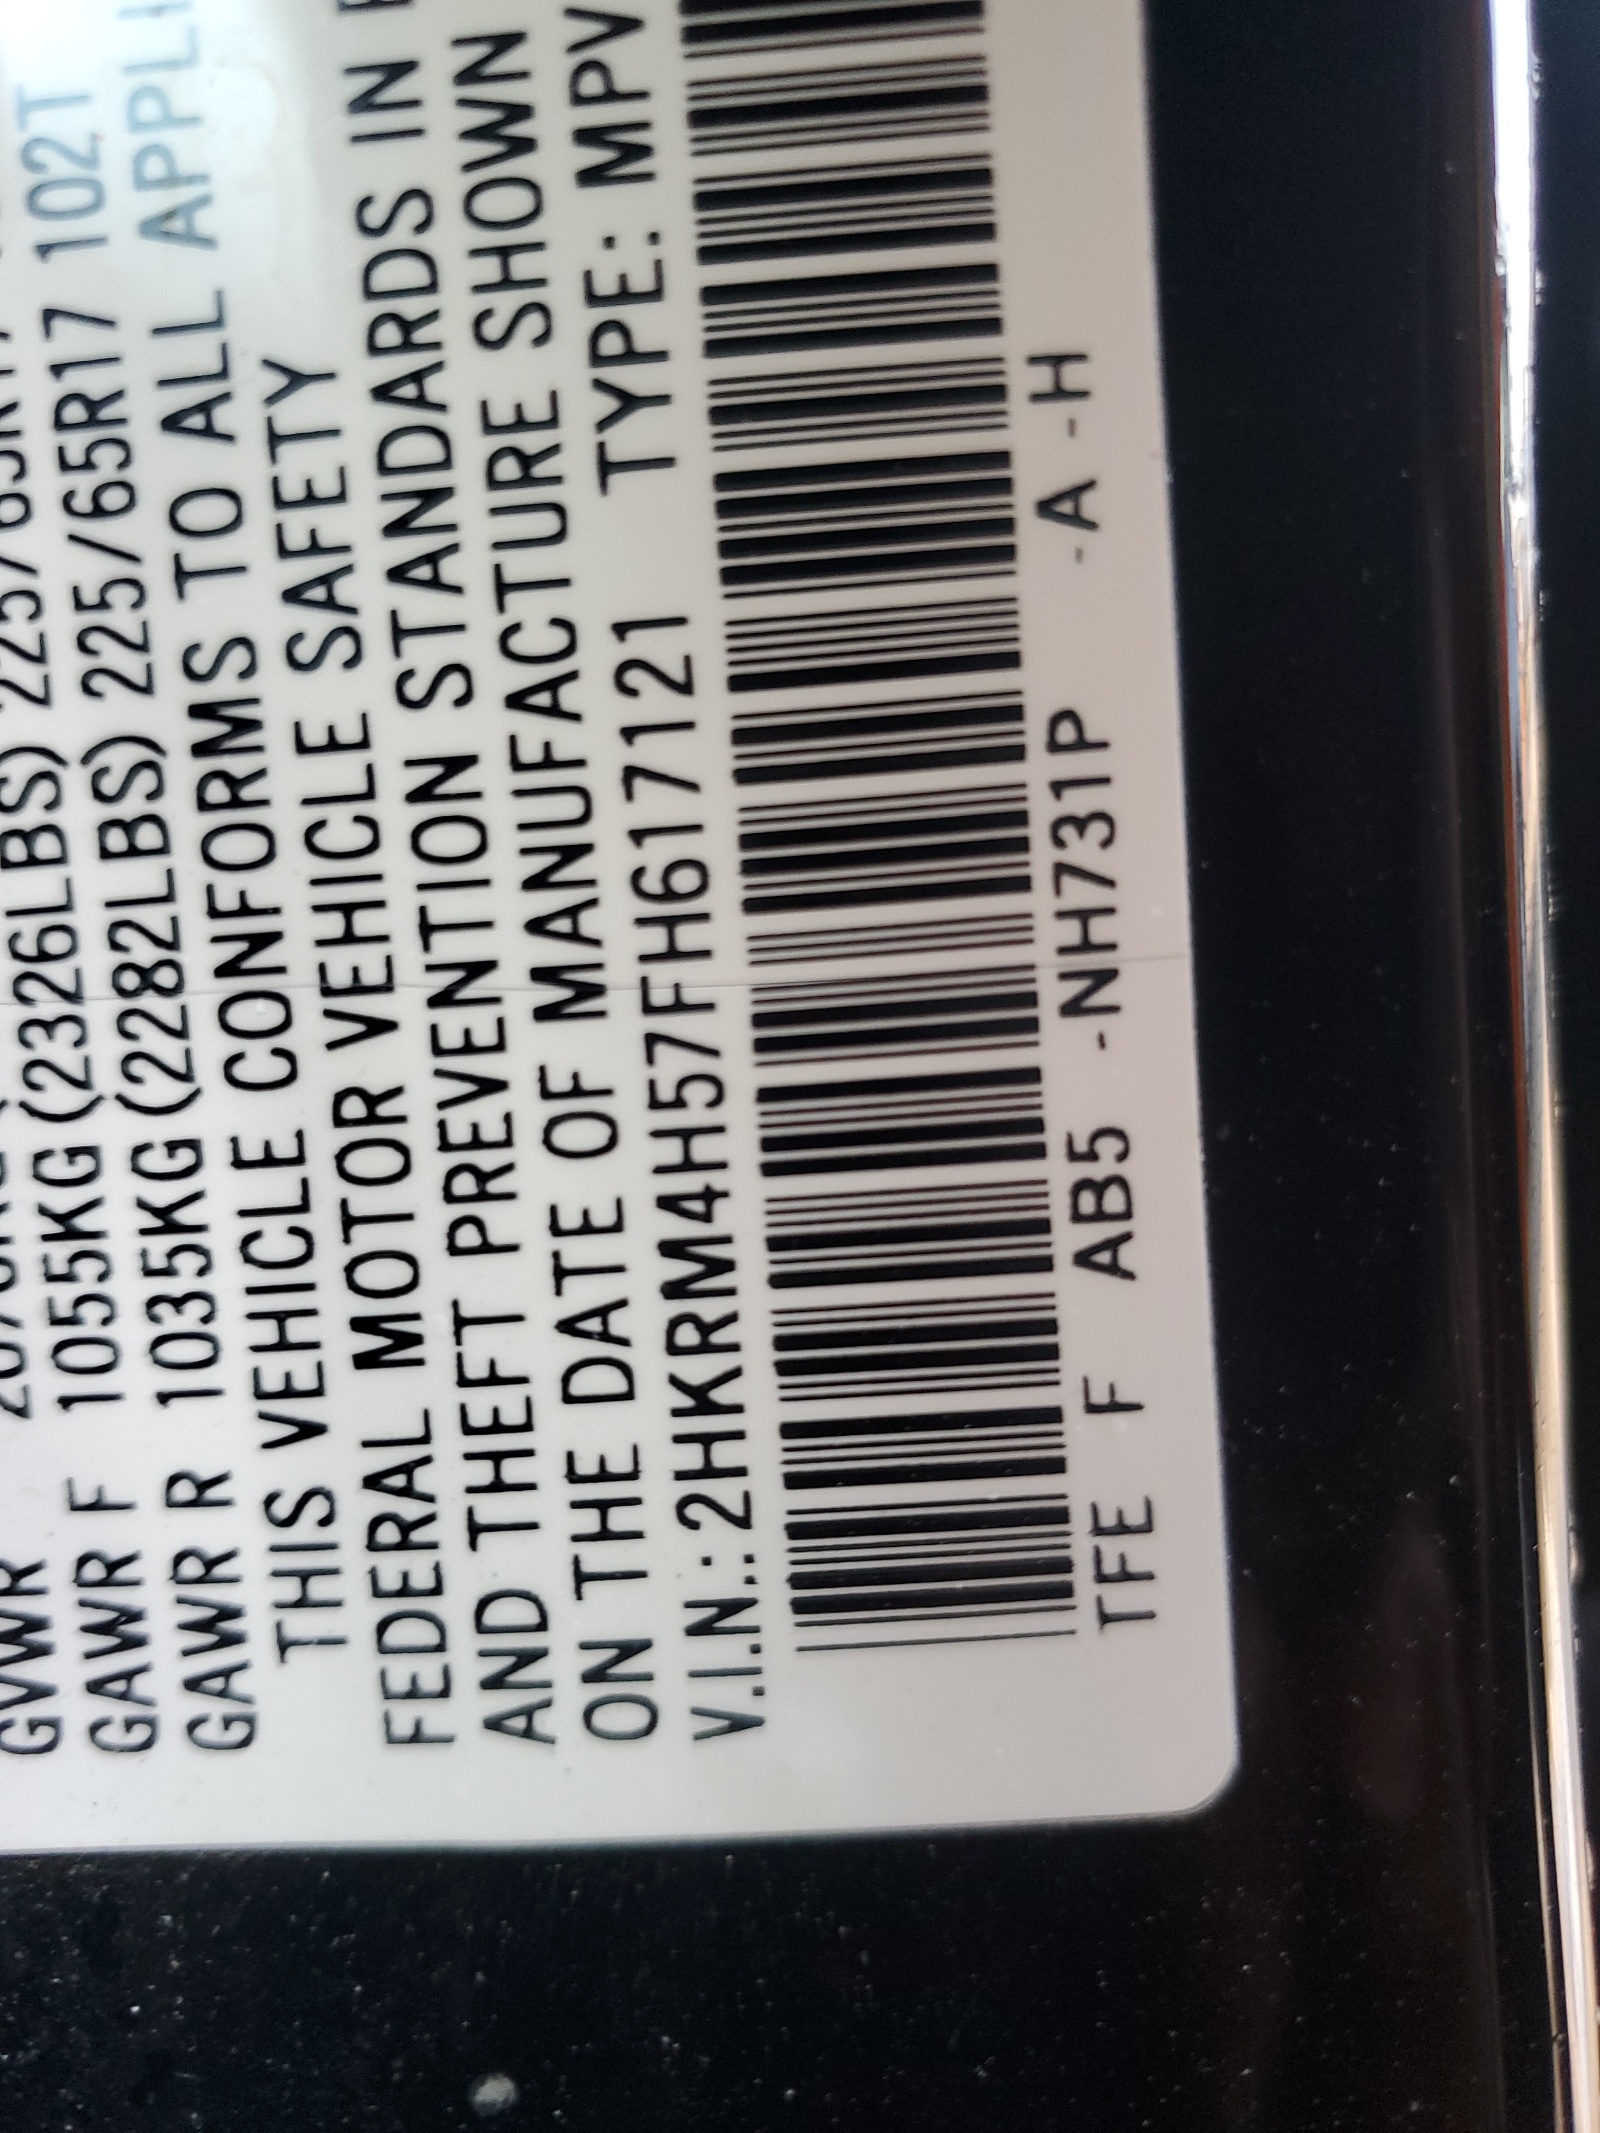 GVWR
GAWR F 1055KG (2326LBS) 225/65R17
GAWR R 1035KG (2282LBS) 225/65R17 102T
THIS VEHICLE CONFORMS TO ALL
FEDERAL MOTOR VEHICLE SAFETY
AND THEFT PREVENTION STANDARDS IN
ON THE DATE OF MANUFACTURE SHOWN
V.I.N.: 2HKRM4H57FH617121 TYPE: MPV
TFE F AB5 -NH731P -A -H